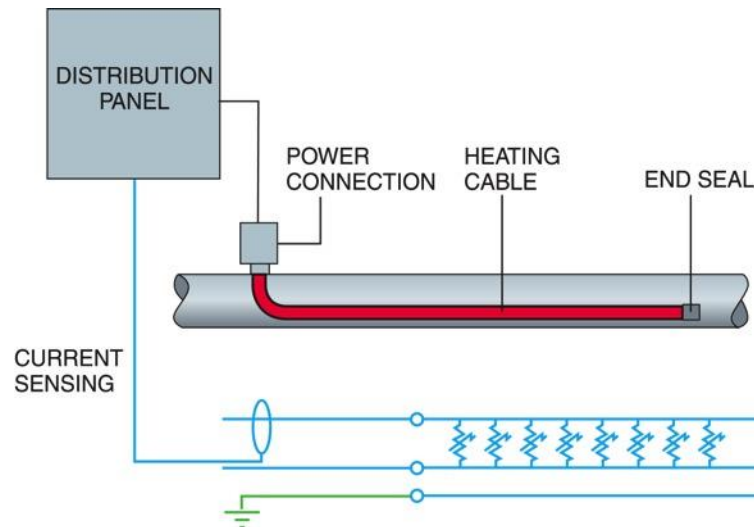 DISTRIBUTION
PANEL
POWER
CONNECTION
HEATING
CABLE
END SEAL
CURRENT
SENSING